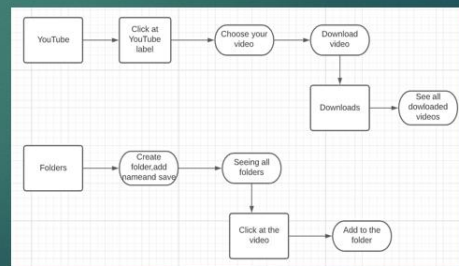 YouTube
Click at
YouTube
label
Choose your
video
Download
video
Downloads
See all
dowloaded
videos
Folders
Create
folder,add
nameand save
Seeing all
folders
Click at the
video
Add to the
folder